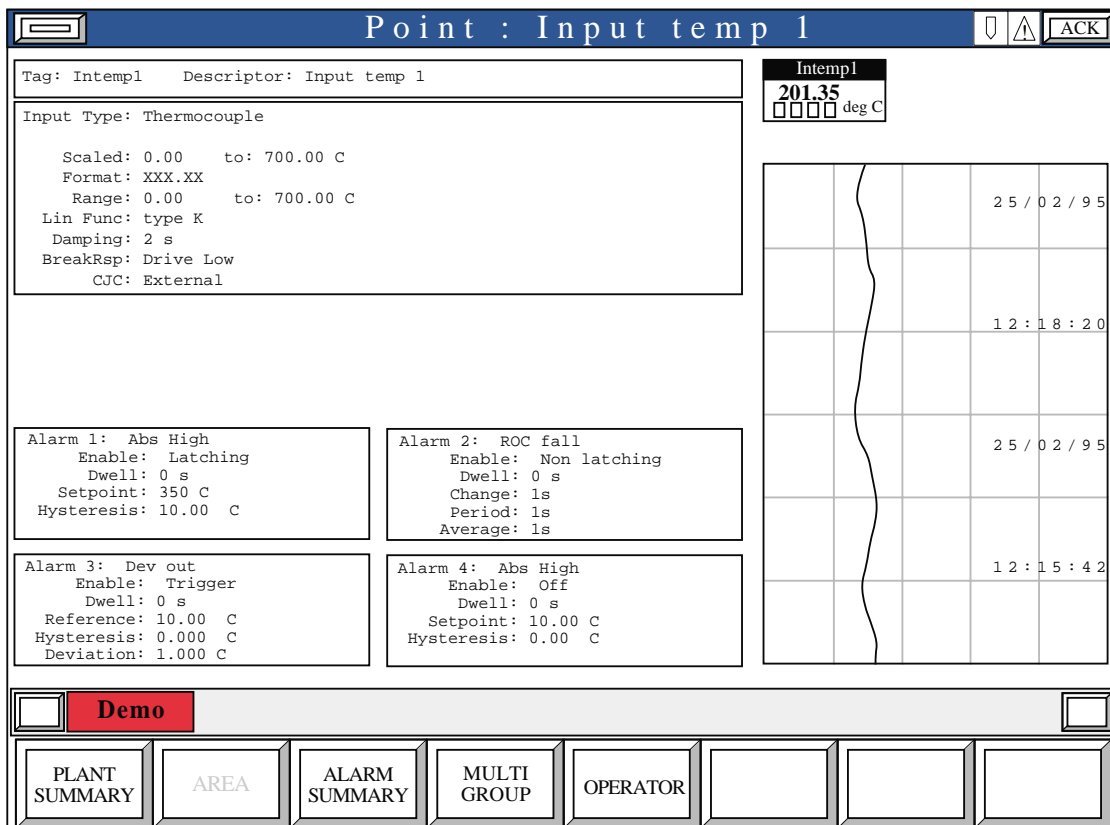 Point : Input temp 1
ACK
Tag: Intemp1 Descriptor: Input temp 1
Intemp1
201.35
deg C
Input Type: Thermocouple
Scaled: 0.00 to: 700.00 C
Format: XXX.XX
Range: 0.00 to: 700.00 C
Lin Func: type K
Damping: 2 s
BreakRsp: Drive Low
CJC: External
25/02/95
12:18:20
25/02/95
12:15:42
Alarm 1: Abs High
Enable: Latching
Dwell: 0 s
Setpoint: 350 C
Hysteresis: 10.00 C
Alarm 2: ROC fall
Enable: Non latching
Dwell: 0 s
Change: 1s
Period: 1s
Average: 1s
Alarm 3: Dev out
Enable: Trigger
Dwell: 0 s
Reference: 10.00 C
Hysteresis: 0.000 C
Deviation: 1.000 C
Alarm 4: Abs High
Enable: Off
Dwell: 0 s
Setpoint: 10.00 C
Hysteresis: 0.00 C
Demo
PLANT
SUMMARY
AREA
ALARM
SUMMARY
MULTI
GROUP
OPERATOR